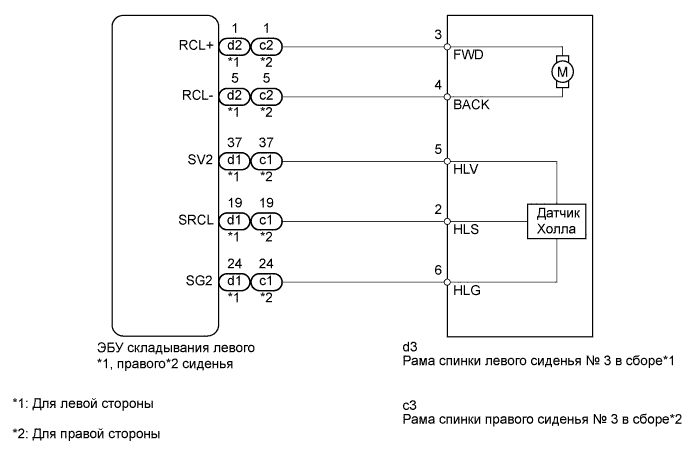 1 1
RCL+ d2 c2 3 FWD
*1 *2
M
5 5
RCL- d2 c2 4 BACK
*1 *2
37 37
SV2 d1 c1 5 HLV
*1 *2
19 19
SRCL d1 c1 2 HLS
*1 *2
Датчик
Холла
24 24
SG2 d1 c1 6 HLG
*1 *2
ЭБУ складывания левого
*1, правого*2 сиденья
d3
Рама спинки левого сиденья № 3 в сборе*1
*1: Для левой стороны
c3
Рама спинки правого сиденья № 3 в сборе*2
*2: Для правой стороны